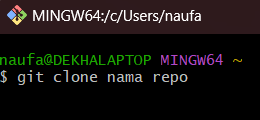 MINGW64:/c/Users/naufa
naufa@DEKHALAPTOP MINGW64 ~
$ git clone nama repo